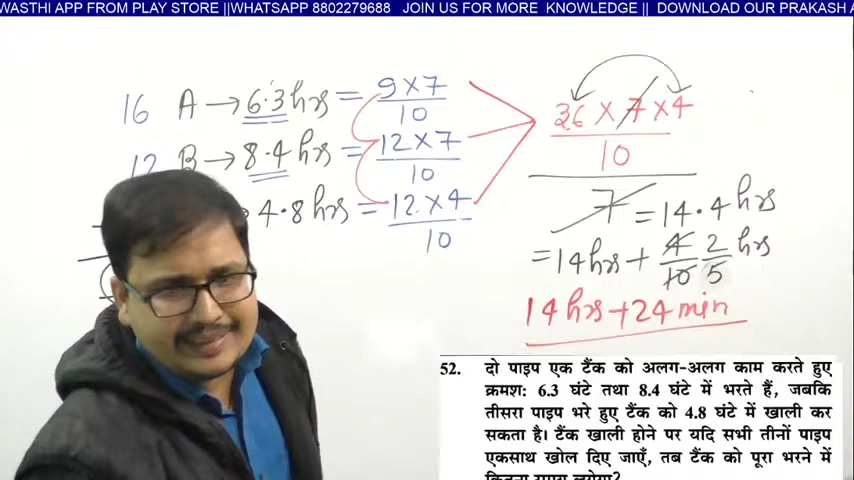 WASTHI APP FROM PLAY STORE ||WHATSAPP 8802279688 JOIN US FOR MORE KNOWLEDGE || DOWNLOAD OUR PRAKASH A
16 A → 6.3 hrs = 9 × 7 / 10
12 B → 8.4 hrs = 12 × 7 / 10
→ 4.8 hrs = 12 × 4 / 10
36 × 7 × 4
10
7 = 14.4 hrs
= 14 hrs + 4/10 2/5 hrs
14 hrs + 24 min
52. दो पाइप एक टैंक को अलग-अलग काम करते हुए
क्रमश: 6.3 घंटे तथा 8.4 घंटे में भरते हैं, जबकि
तीसरा पाइप भरे हुए टैंक को 4.8 घंटे में खाली कर
सकता है। टैंक खाली होने पर यदि सभी तीनों पाइप
एकसाथ खोल दिए जाएँ, तब टैंक को पूरा भरने में